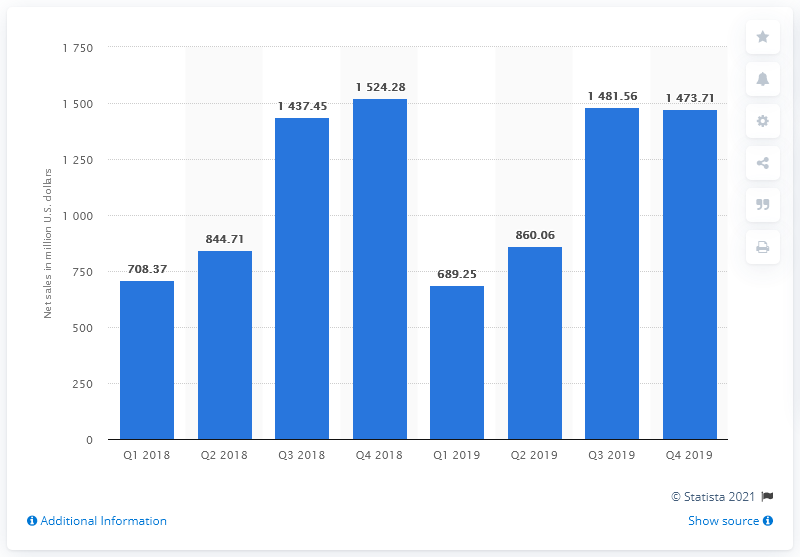 1 750
1 500
1 250
1 000
750
500
250
0
Net sales in million U.S. dollars
708.37
844.71
1 437.45
1 524.28
689.25
860.06
1 481.56
1 473.71
Q1 2018
Q2 2018
Q3 2018
Q4 2018
Q1 2019
Q2 2019
Q3 2019
Q4 2019
© Statista 2021
Additional Information
Show source